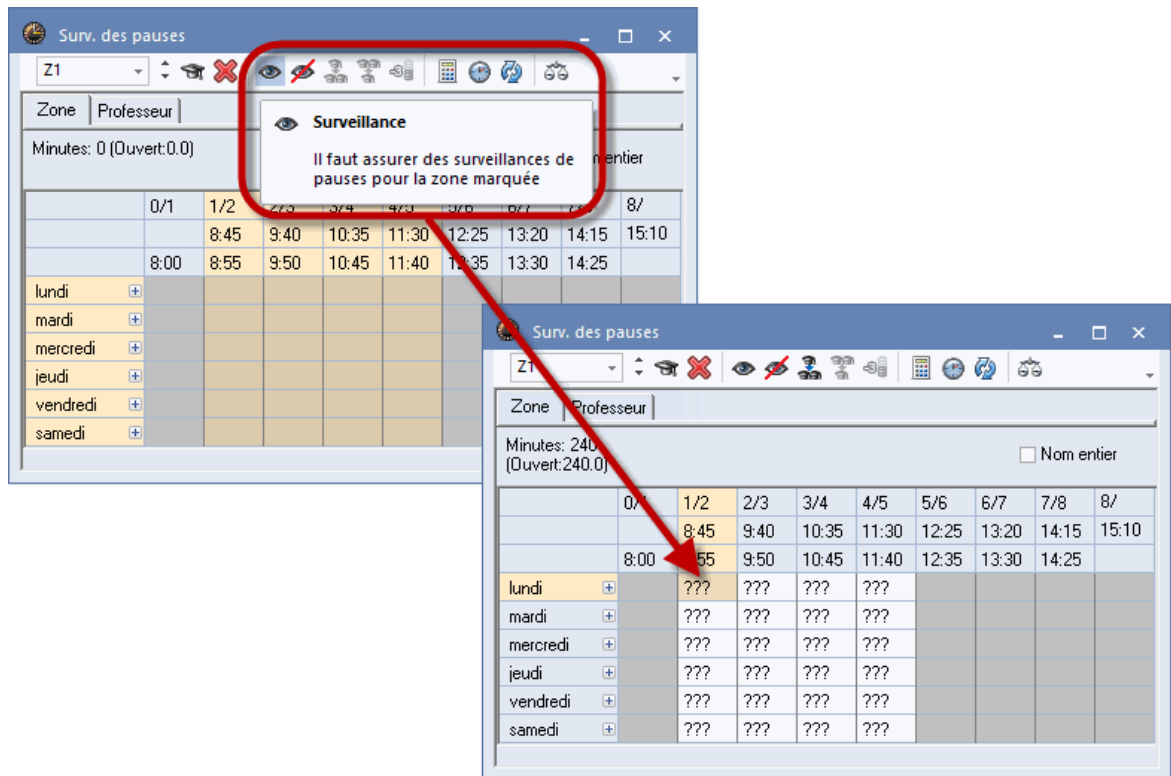 Surv. des pauses
Z1
Zone Professeur
Minutes: 0 (Ouvert:0.0) entier
Surveillance
Il faut assurer des surveillances de
pauses pour la zone marquée
0/1 1/2 2/3 3/4 4/5 5/6 6/7 8/
8:45 9:40 10:35 11:30 12:25 13:20 14:15 15:10
8:00 8:55 9:50 10:45 11:40 12:35 13:30 14:25
lundi
mardi
mercredi
jeudi
vendredi
samedi
Surv. des pauses
Z1
Zone Professeur
Minutes: 240
(Ouvert:240.0) Nom entier
1/2 2/3 3/4 4/5 5/6 6/7 7/8 8/
8:45 9:40 10:35 11:30 12:25 13:20 14:15 15:10
8:00 :55 9:50 10:45 11:40 12:35 13:30 14:25
lundi ??? ??? ??? ???
mardi ??? ??? ??? ???
mercredi ??? ??? ??? ???
jeudi ??? ??? ??? ???
vendredi ??? ??? ??? ???
samedi ??? ??? ??? ???